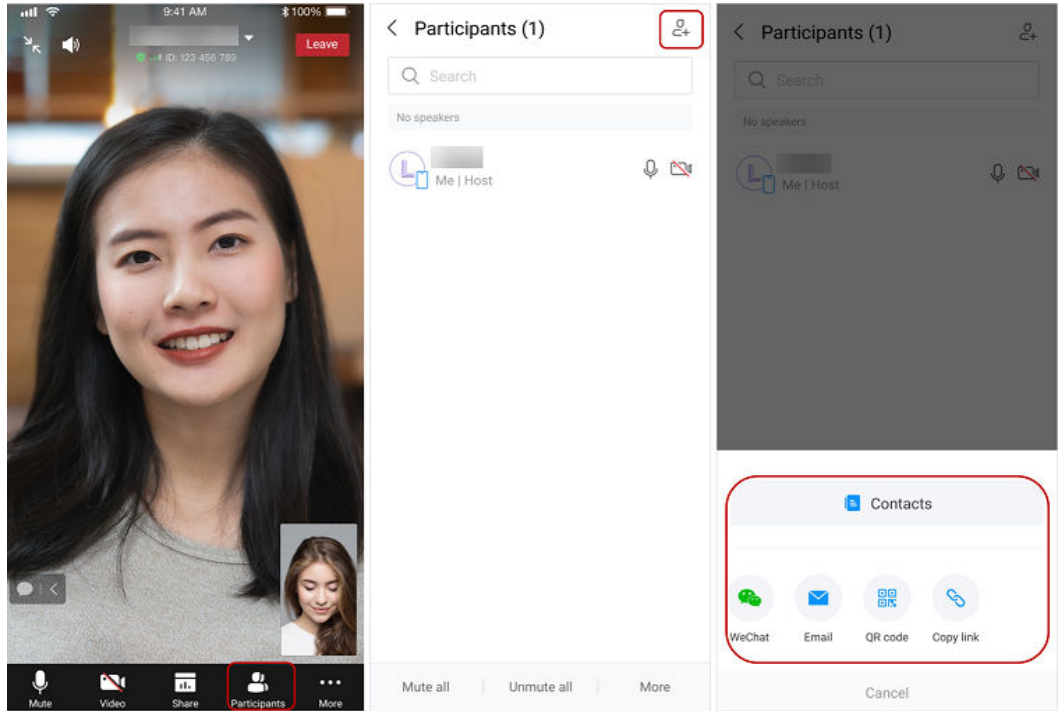 9:41 AM
100%
Leave
ID: 123 456 789
Mute
Video
Share
Participants
More
Participants (1)
Search
No speakers
L
Me | Host
Mute all
Unmute all
More
Participants (1)
Search
No speakers
L
Me | Host
Contacts
WeChat
Email
QR code
Copy link
Cancel